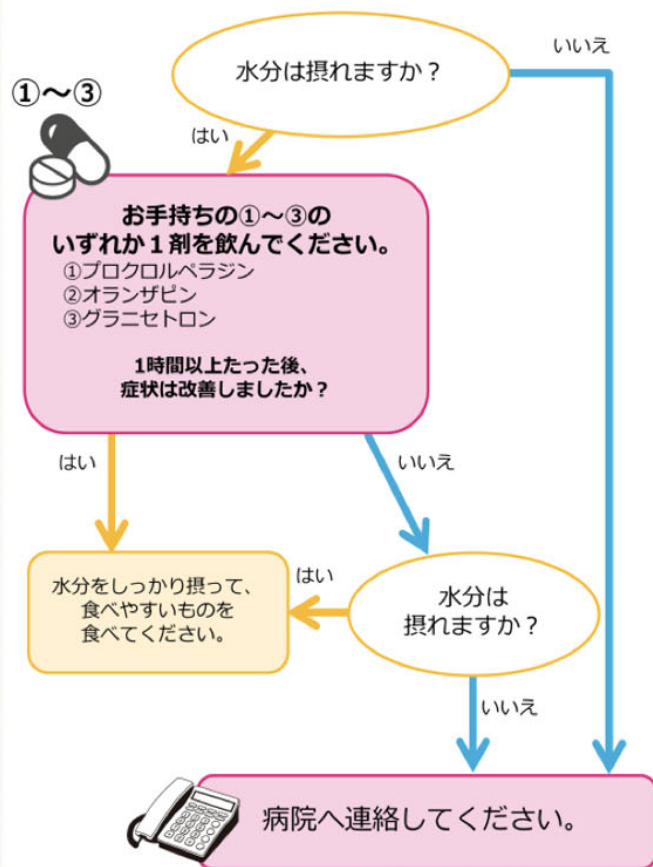 水分は摂れますか？
いいえ
①～③
はい
お手持ちの①～③の
いずれか１剤を飲んでください。
①プロクロルペラジン
②オランザピン
③グラニセトロン
1時間以上たった後、
症状は改善しましたか？
はい
いいえ
水分をしっかり摂って、
食べやすいものを
食べてください。
はい
水分は
摂れますか？
いいえ
病院へ連絡してください。